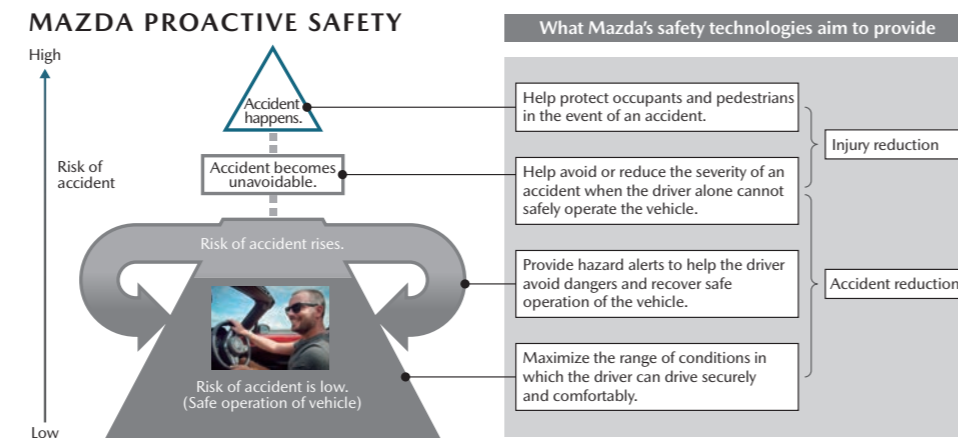 MAZDA PROACTIVE SAFETY
What Mazda's safety technologies aim to provide
High
Risk of
accident
Low
Accident
happens.
Accident becomes
unavoidable.
Risk of accident rises.
Risk of accident is low.
(Safe operation of vehicle)
Help protect occupants and pedestrians
in the event of an accident.
Help avoid or reduce the severity of an
accident when the driver alone cannot
safely operate the vehicle.
Provide hazard alerts to help the driver
avoid dangers and recover safe
operation of the vehicle.
Maximize the range of conditions in
which the driver can drive securely
and comfortably.
Injury reduction
Accident reduction